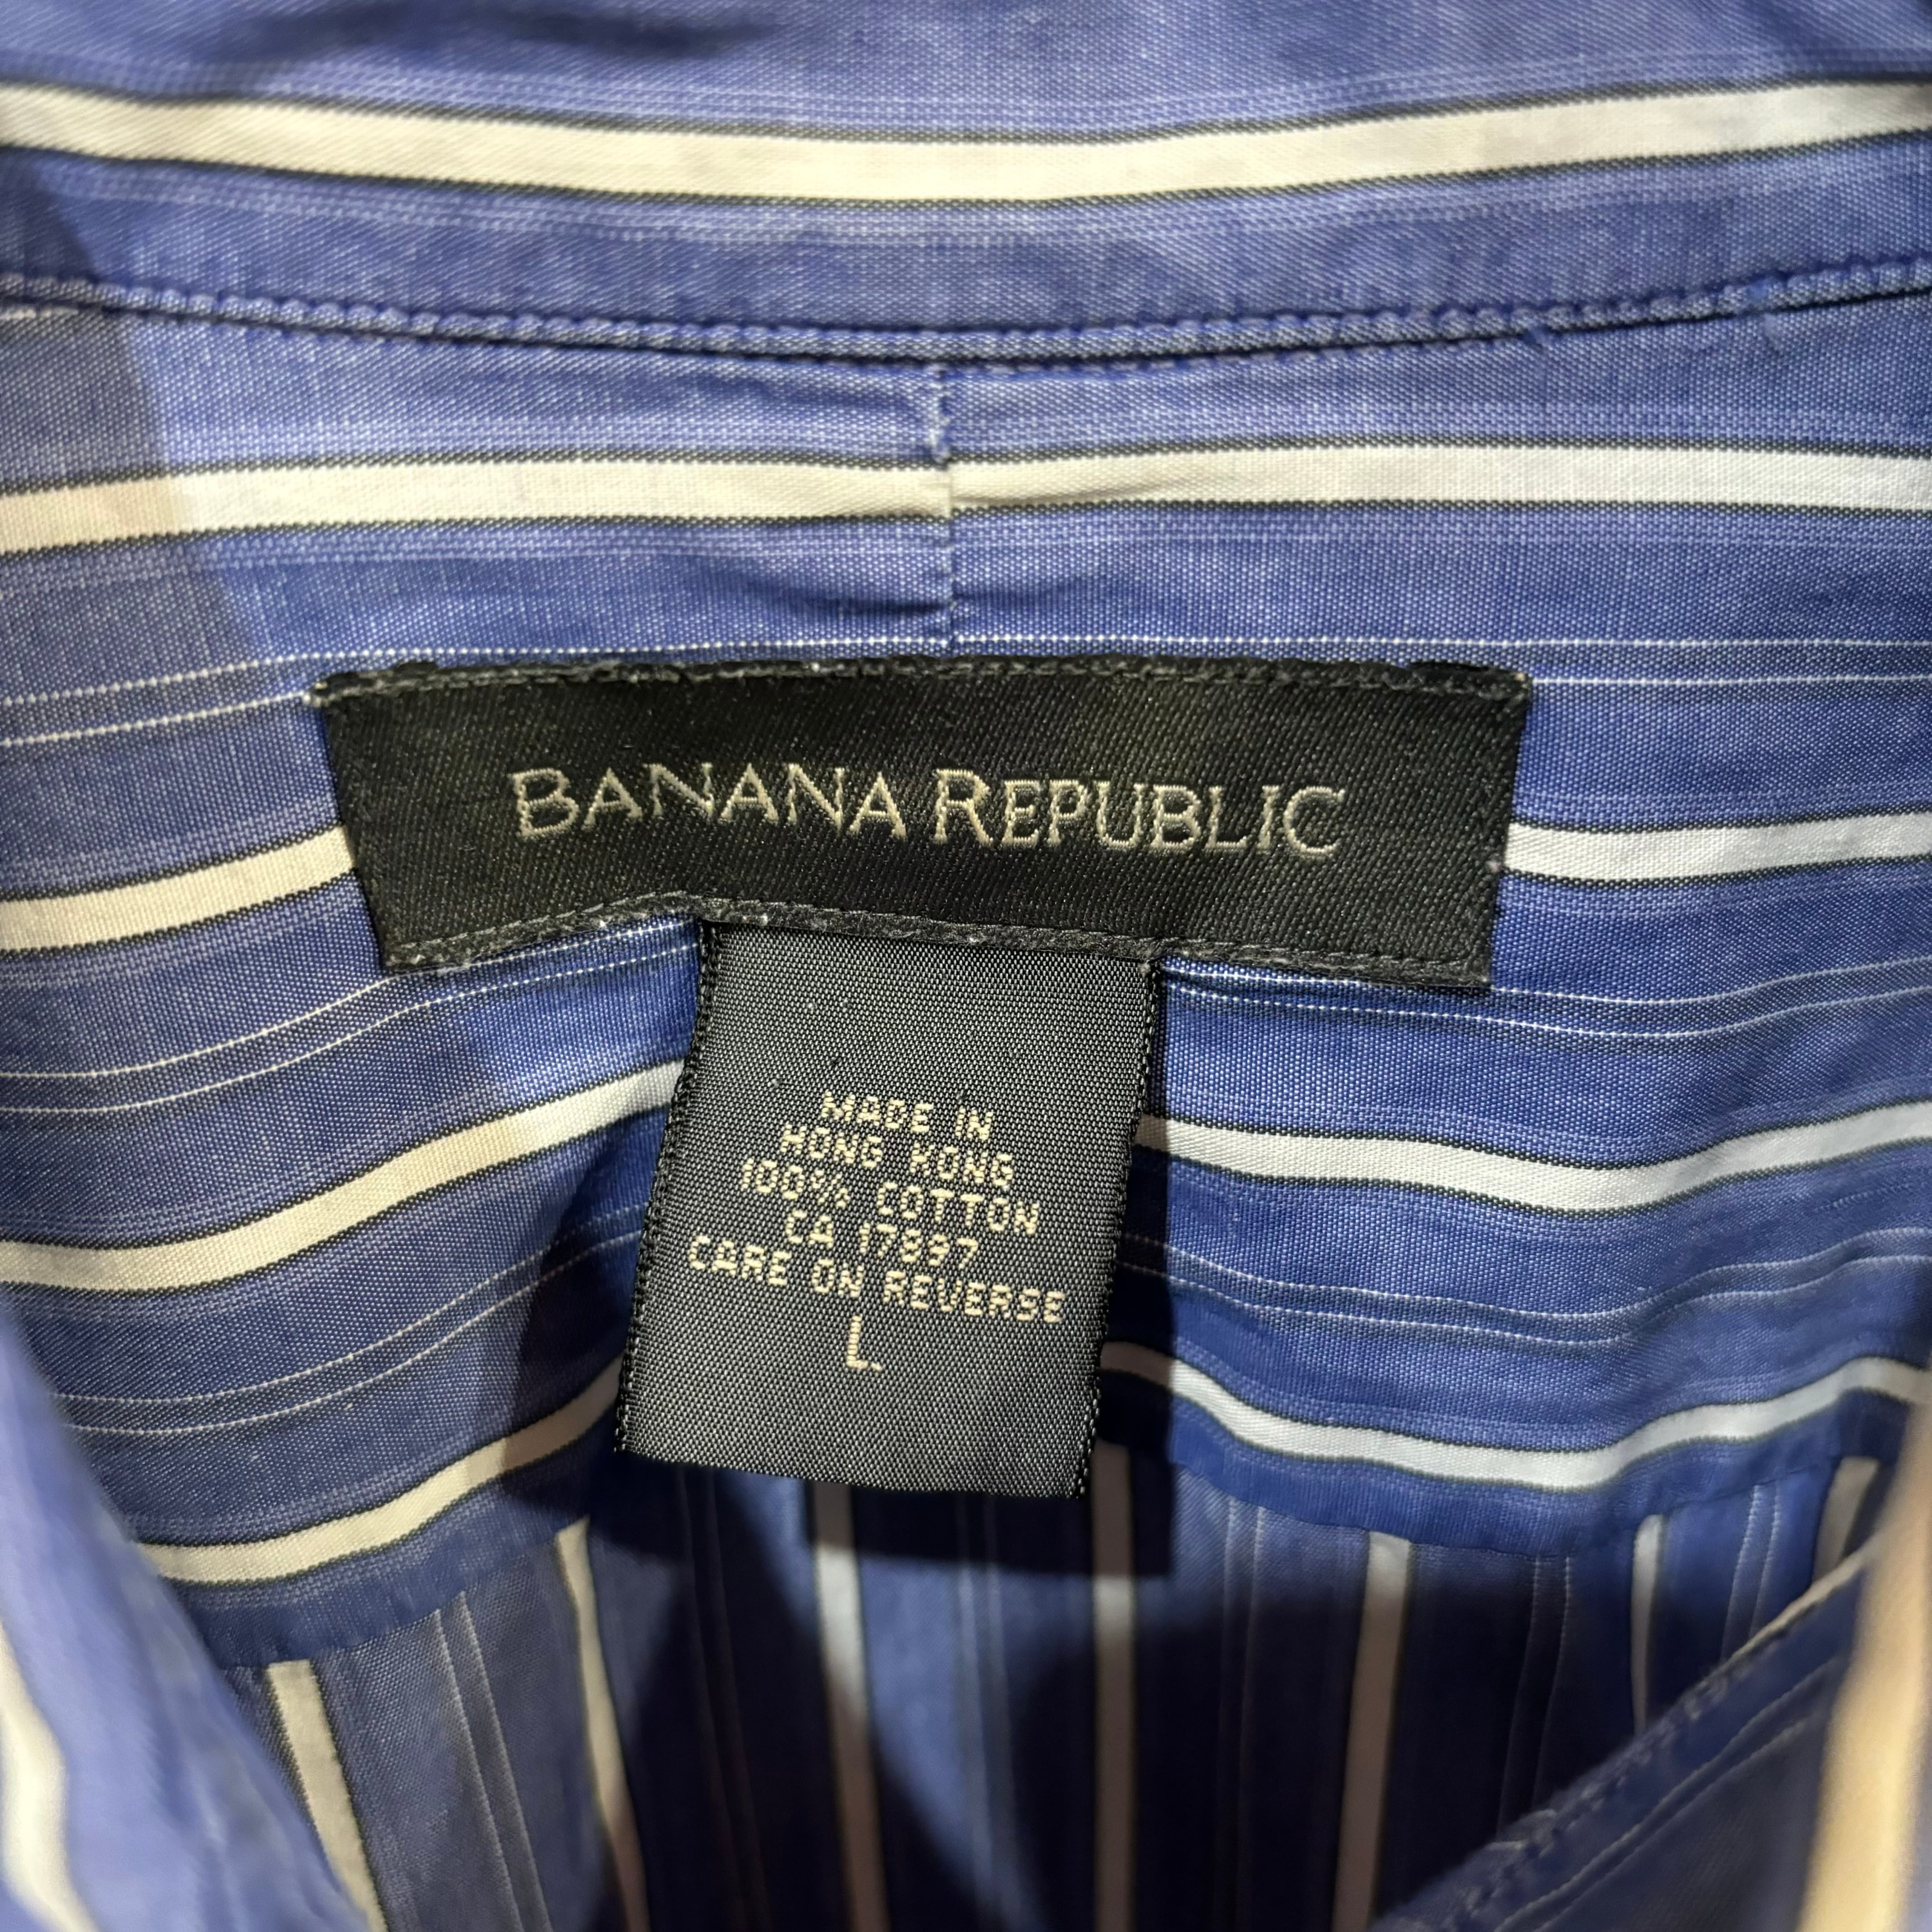 BANANA REPUBLIC
MADE IN
HONG KONG
100% COTTON
CA 17897
CARE ON REVERSE
L.